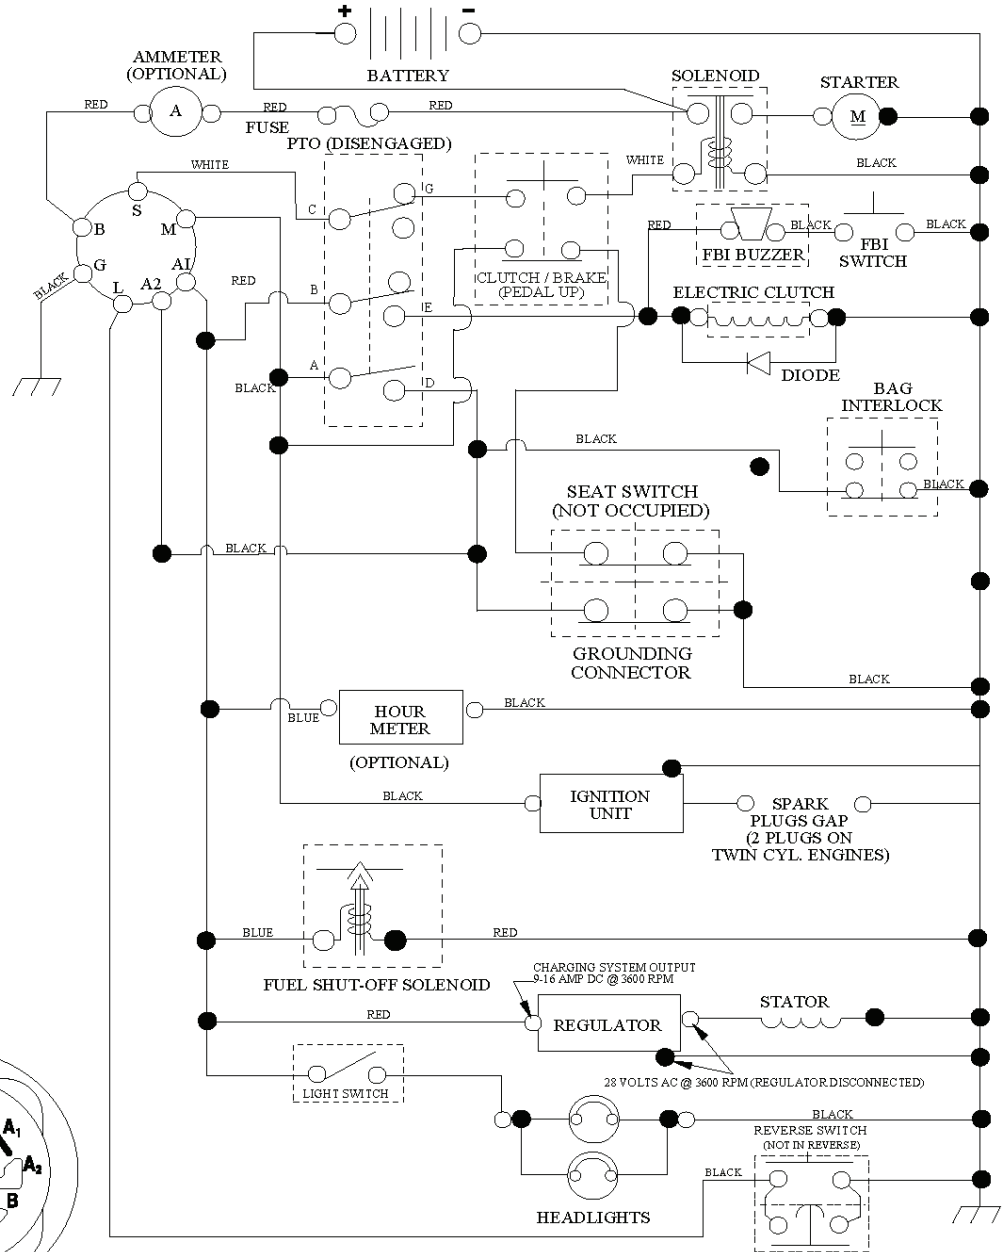 + −
BATTERY
AMMETER
(OPTIONAL)
RED
A
RED
FUSE
RED
PTO (DISENGAGED)
SOLENOID
STARTER
M
WHITE
WHITE
BLACK
S
B
M
G
L
A2
A1
BLACK
RED
C
G
B
E
A
D
BLACK
CLUTCH / BRAKE
(PEDAL UP)
RED
FBI BUZZER
BLACK
FBI
SWITCH
BLACK
ELECTRIC CLUTCH
DIODE
BAG
INTERLOCK
BLACK
BLACK
SEAT SWITCH
(NOT OCCUPIED)
BLACK
GROUNDING
CONNECTOR
BLACK
BLUE
HOUR
METER
BLACK
(OPTIONAL)
BLACK
IGNITION
UNIT
SPARK
PLUGS GAP
(2 PLUGS ON
TWIN CYL. ENGINES)
BLUE
RED
FUEL SHUT-OFF SOLENOID
CHARGING SYSTEM OUTPUT
9-16 AMP DC @ 3600 RPM
RED
REGULATOR
STATOR
28 VOLTS AC @ 3600 RPM (REGULATOR DISCONNECTED)
LIGHT SWITCH
BLACK
REVERSE SWITCH
(NOT IN REVERSE)
BLACK
HEADLIGHTS
A1
A2
B